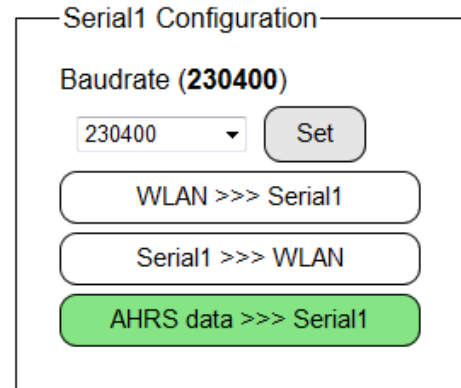 Serial1 Configuration
Baudrate (230400)
230400 Set
WLAN >>> Serial1
Serial1 >>> WLAN
AHRS data >>> Serial1